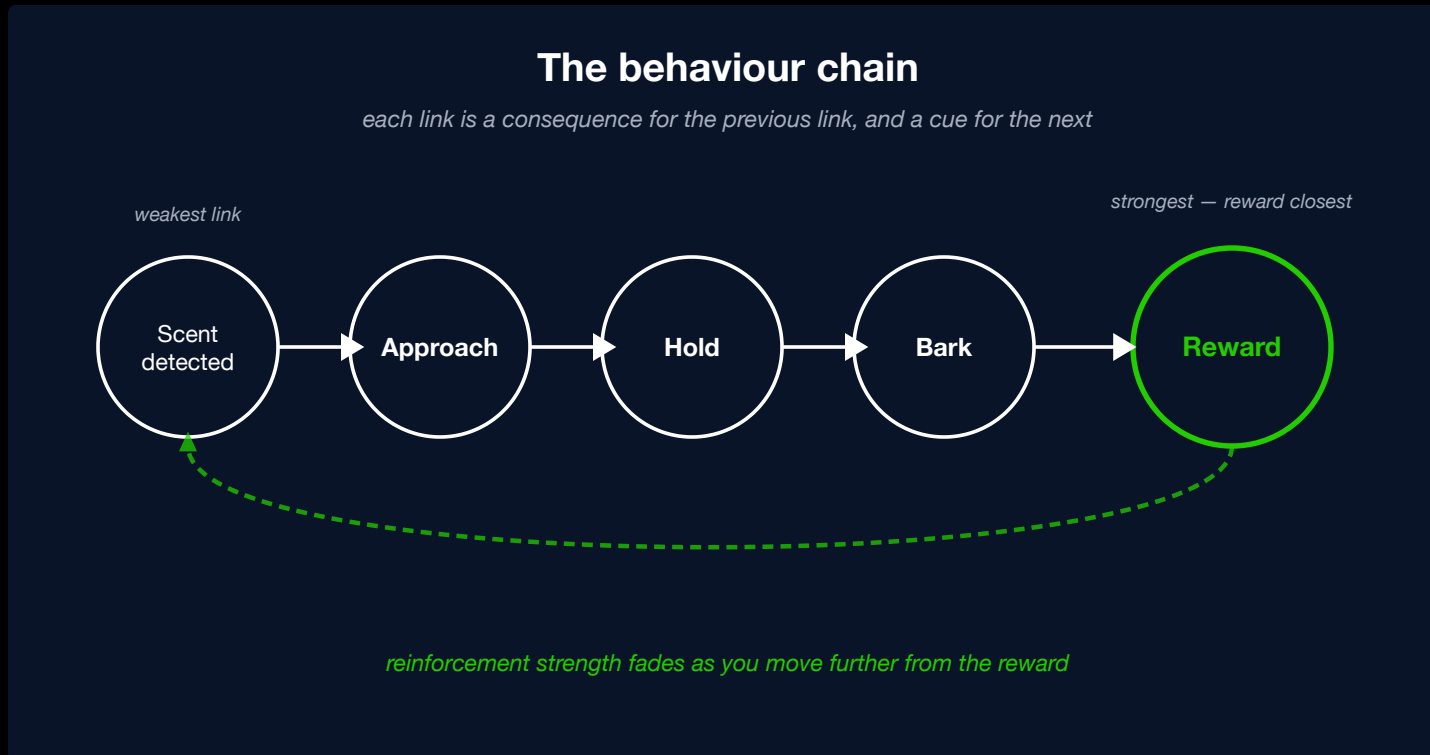 The behaviour chain
each link is a consequence for the previous link, and a cue for the next
weakest link
strongest — reward closest
Scent
detected
Approach
Hold
Bark
Reward
reinforcement strength fades as you move further from the reward